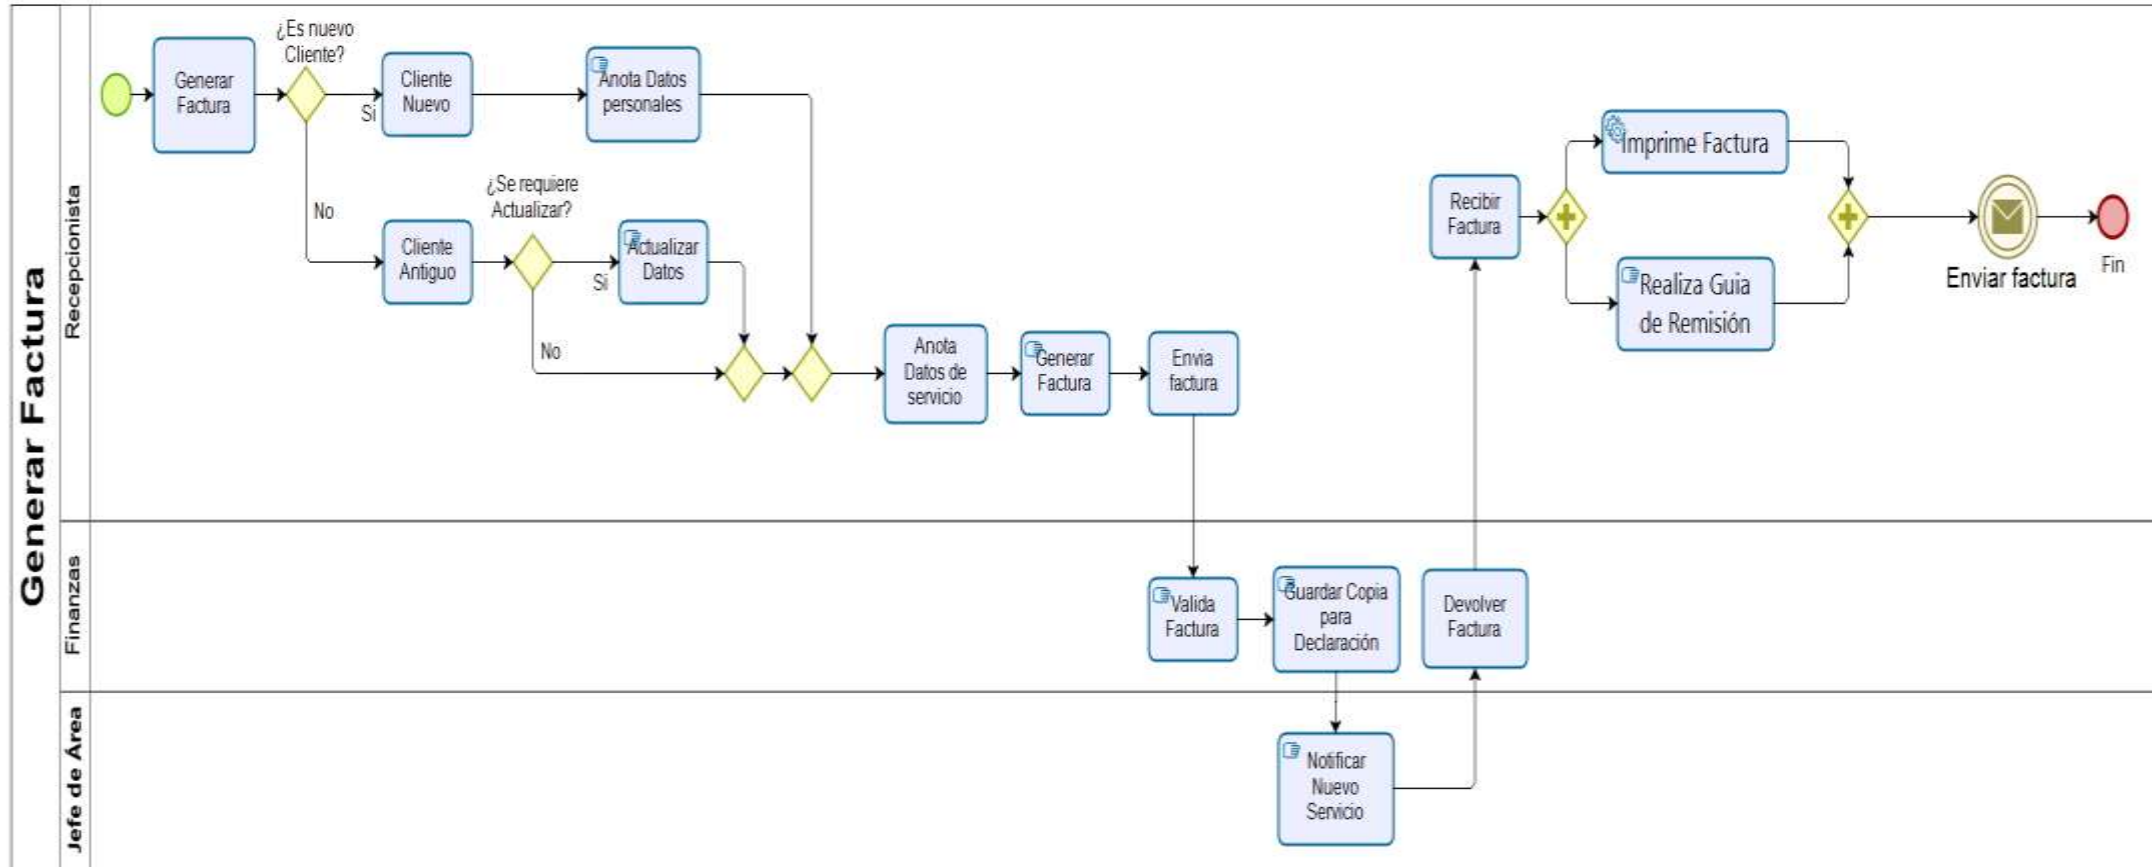 Generar Factura
Recepcionista
Finanzas
Jefe de Área
Generar
Factura
¿Es nuevo
Cliente?
Si
No
Cliente
Nuevo
Anota Datos
personales
Cliente
Antiguo
¿Se requiere
Actualizar?
Si
No
Actualizar
Datos
Anota
Datos de
servicio
Generar
Factura
Envia
factura
Valida
Factura
Guardar Copia
para
Declaración
Notificar
Nuevo
Servicio
Devolver
Factura
Recibir
Factura
Imprime Factura
Realiza Guia
de Remisión
Enviar factura
Fin